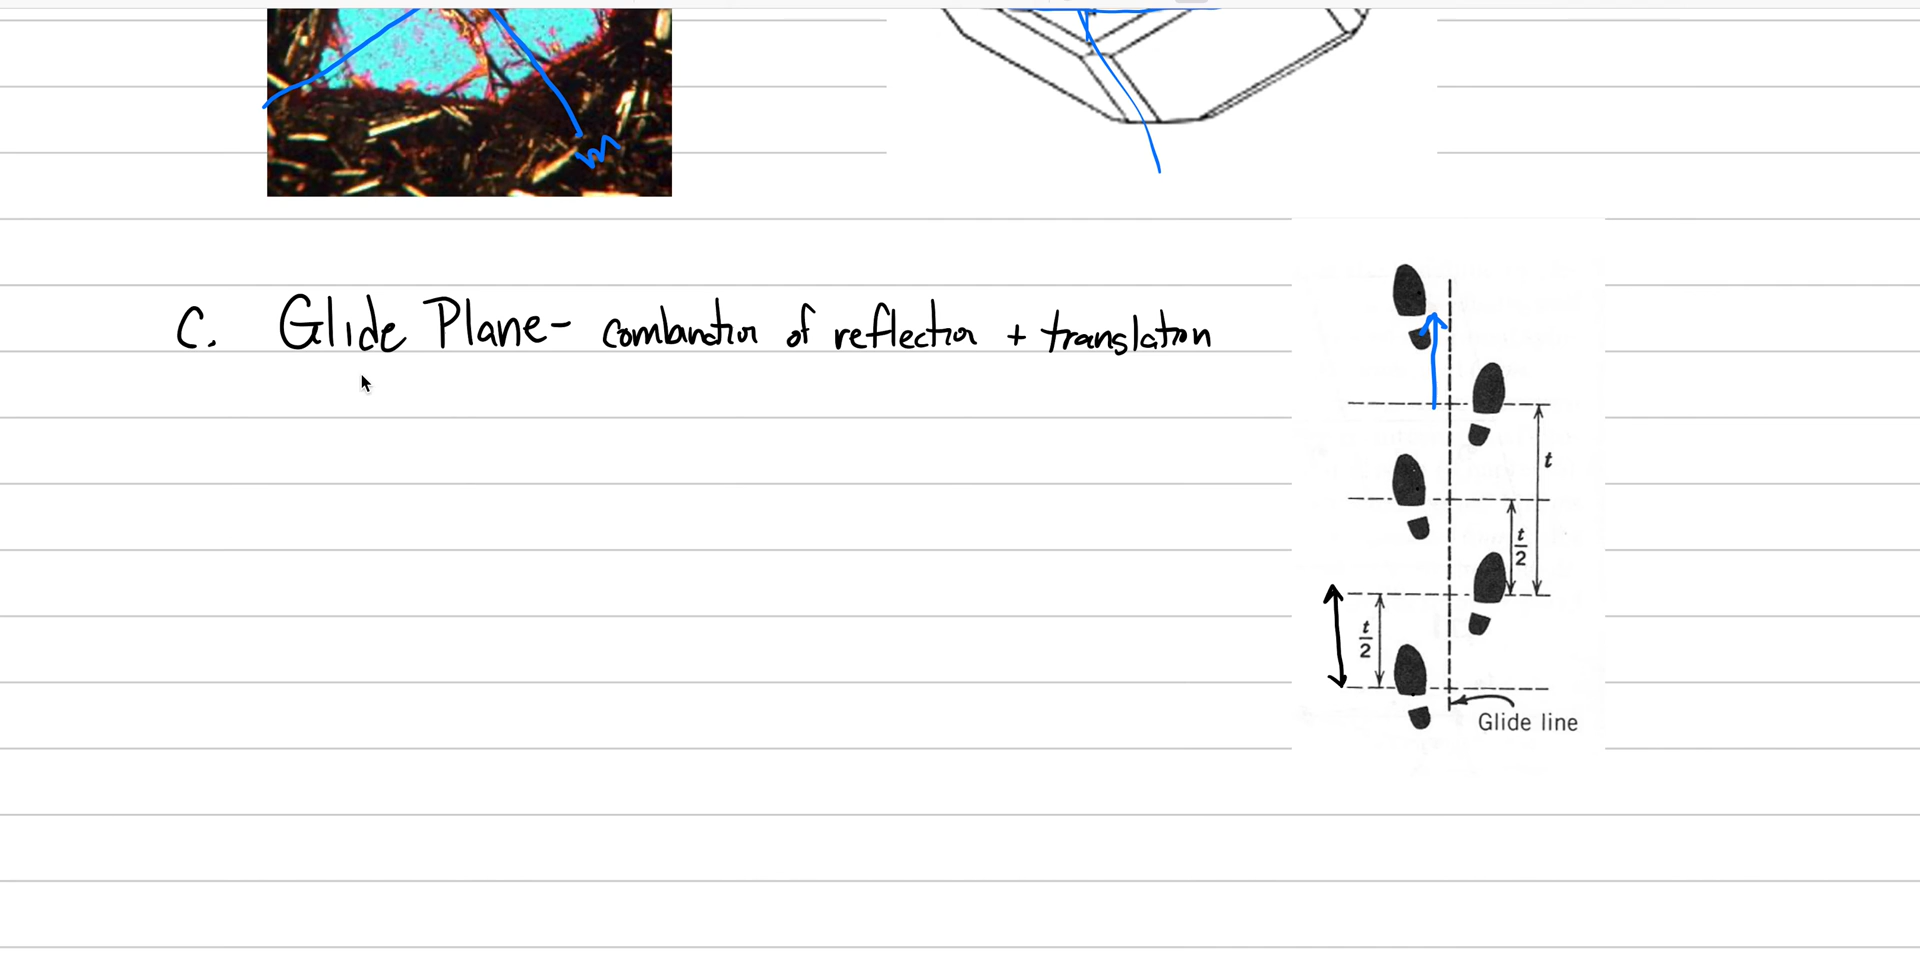 m
C. Glide Plane - combination of reflection + translation
t
t
2
t
2
Glide line